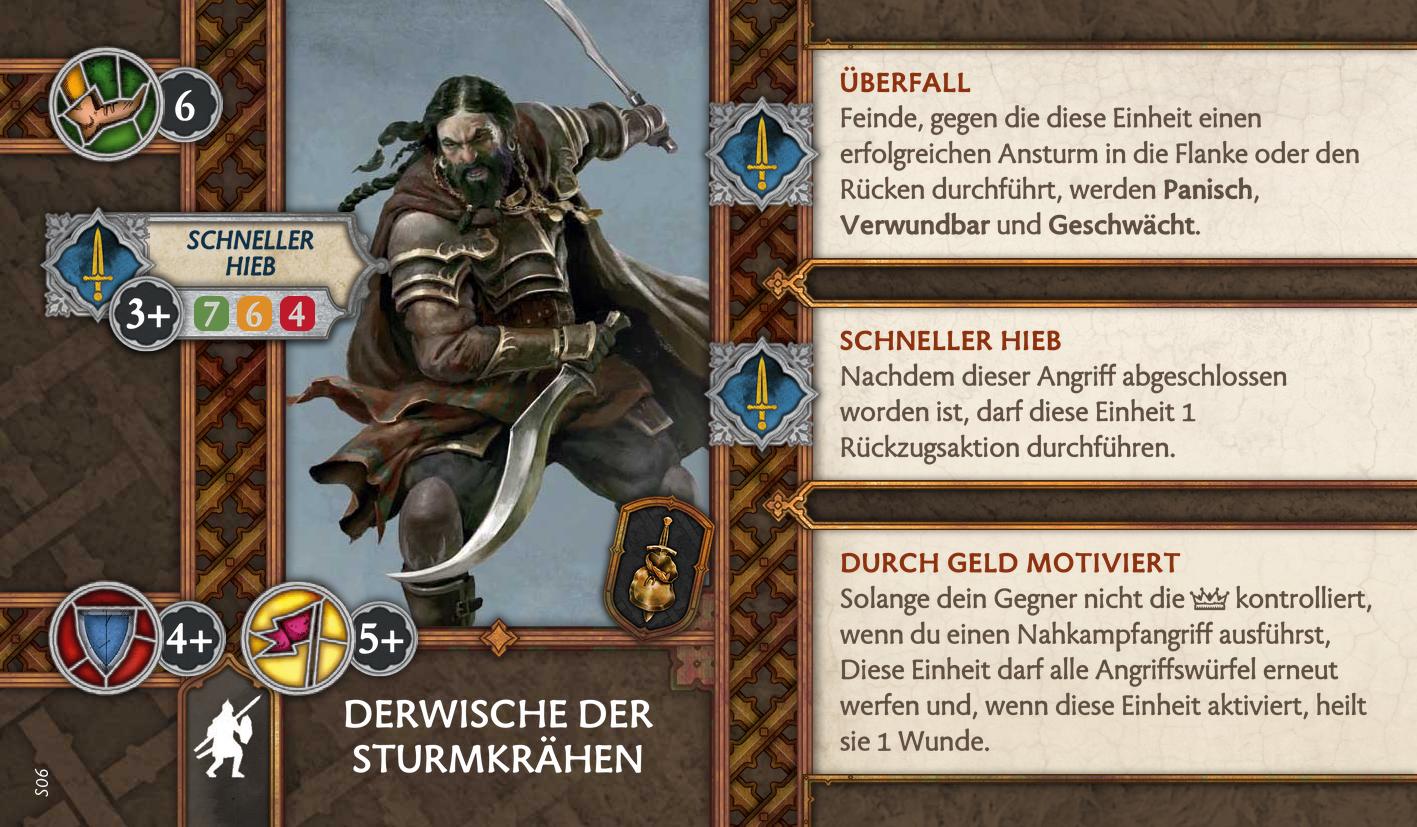 6
SCHNELLER
HIEB
3+ 7 6 4
4+ 5+
DERWISCHE DER
STURMKRÄHEN
S06
ÜBERFALL
Feinde, gegen die diese Einheit einen
erfolgreichen Ansturm in die Flanke oder den
Rücken durchführt, werden Panisch,
Verwundbar und Geschwächt.
SCHNELLER HIEB
Nachdem dieser Angriff abgeschlossen
worden ist, darf diese Einheit 1
Rückzugsaktion durchführen.
DURCH GELD MOTIVIERT
Solange dein Gegner nicht die kontrolliert,
wenn du einen Nahkampfangriff ausführst,
Diese Einheit darf alle Angriffswürfel erneut
werfen und, wenn diese Einheit aktiviert, heilt
sie 1 Wunde.